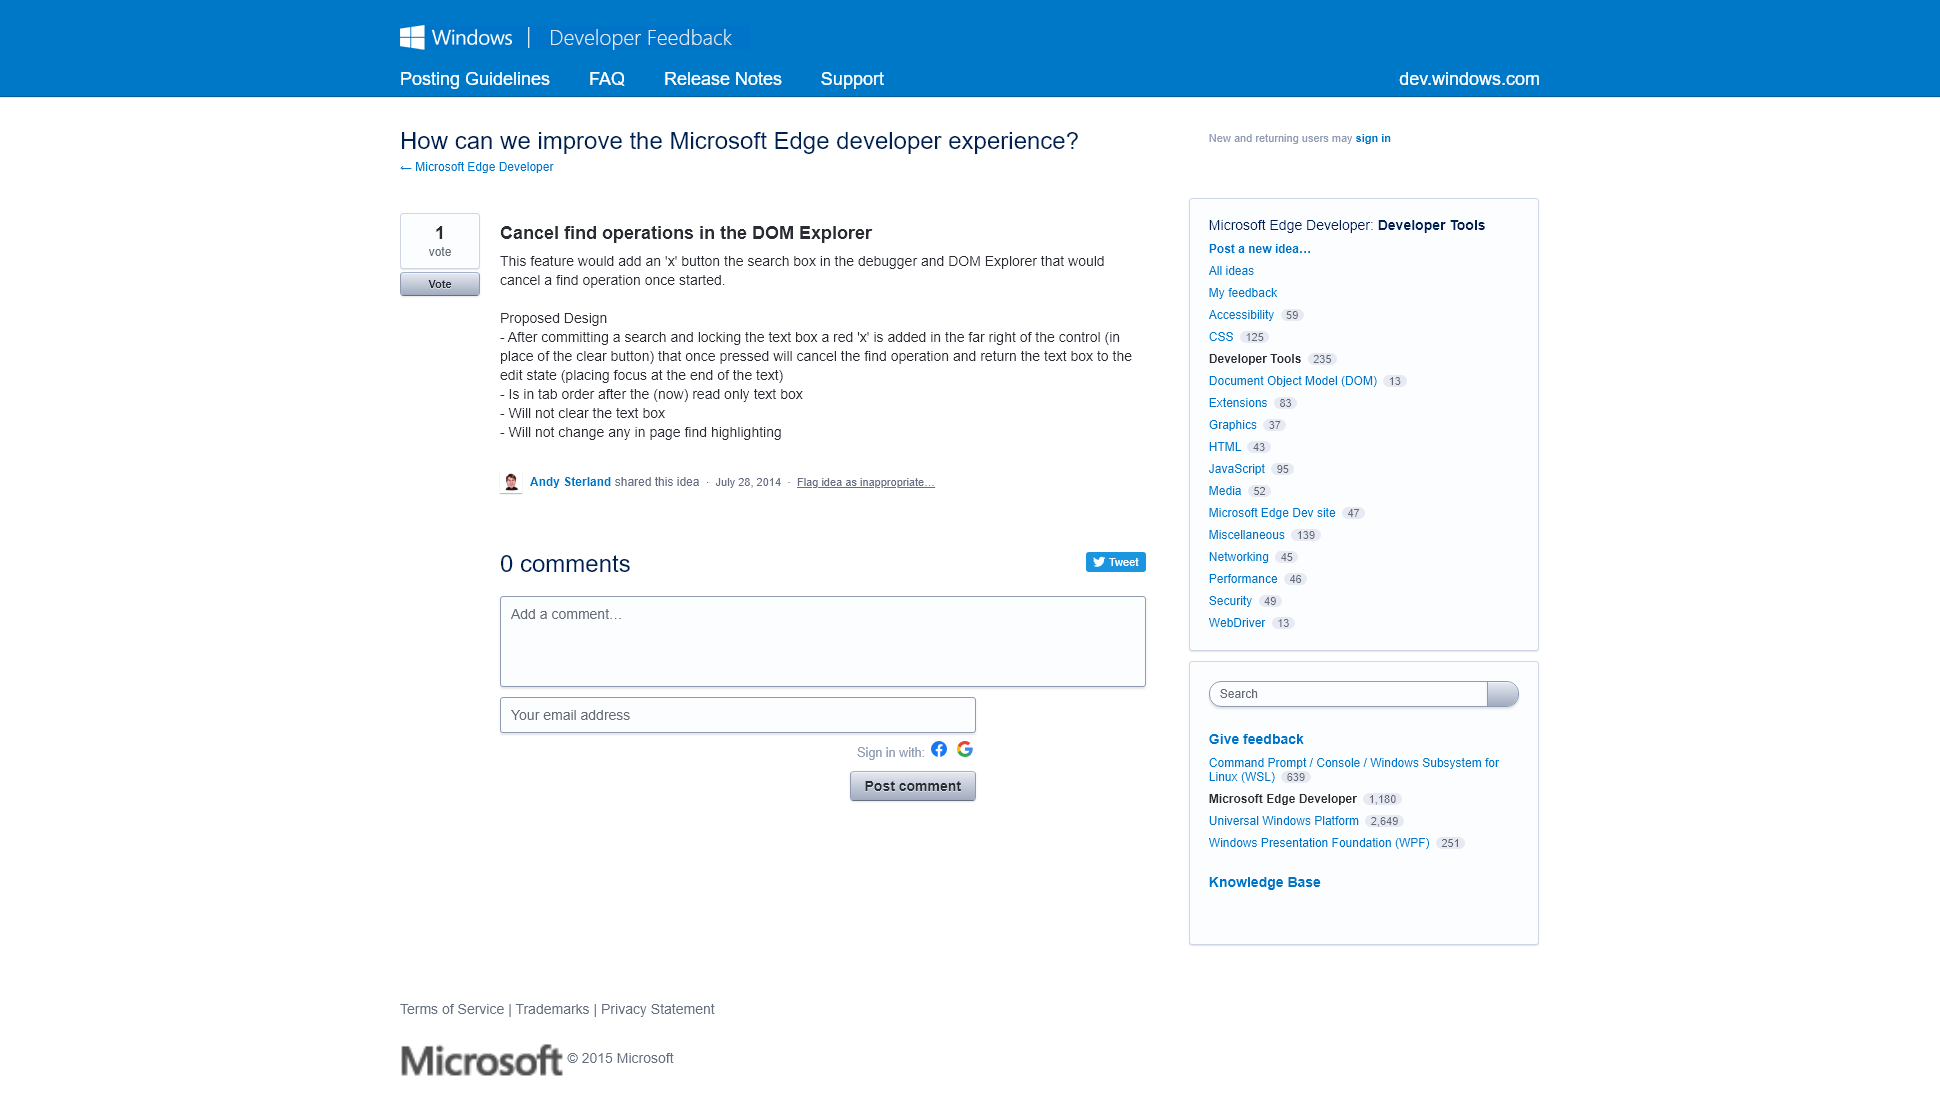 Windows | Developer Feedback
Posting Guidelines FAQ Release Notes Support dev.windows.com
How can we improve the Microsoft Edge developer experience?
← Microsoft Edge Developer
New and returning users may sign in
1
vote
Vote
Cancel find operations in the DOM Explorer
This feature would add an 'x' button the search box in the debugger and DOM Explorer that would
cancel a find operation once started.
Proposed Design
- After committing a search and locking the text box a red 'x' is added in the far right of the control (in
place of the clear button) that once pressed will cancel the find operation and return the text box to the
edit state (placing focus at the end of the text)
- Is in tab order after the (now) read only text box
- Will not clear the text box
- Will not change any in page find highlighting
Andy Sterland shared this idea · July 28, 2014 · Flag idea as inappropriate…
0 comments
Tweet
Add a comment…
Your email address
Sign in with:
Post comment
Microsoft Edge Developer: Developer Tools
Post a new idea…
All ideas
My feedback
Accessibility 59
CSS 125
Developer Tools 235
Document Object Model (DOM) 13
Extensions 83
Graphics 37
HTML 43
JavaScript 95
Media 52
Microsoft Edge Dev site 47
Miscellaneous 139
Networking 45
Performance 46
Security 49
WebDriver 13
Search
Give feedback
Command Prompt / Console / Windows Subsystem for
Linux (WSL) 639
Microsoft Edge Developer 1,180
Universal Windows Platform 2,649
Windows Presentation Foundation (WPF) 251
Knowledge Base
Terms of Service | Trademarks | Privacy Statement
Microsoft © 2015 Microsoft